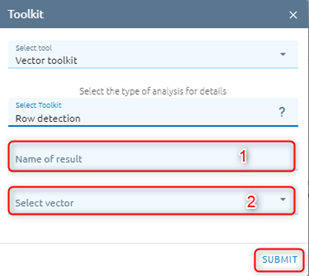 Toolkit
Select tool
Vector toolkit
Select the type of analysis for details
Select Toolkit
Row detection
?
Name of result
1
Select vector
2
SUBMIT